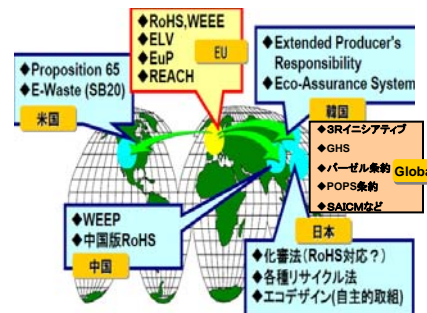 ◆RoHS,WEEE
◆ELV
◆EuP
◆REACH
EU
◆Proposition 65
◆E-Waste (SB20)
米国
◆Extended Producer's
Responsibility
◆Eco-Assurance System
韓国
◆3Rイニシアティブ
◆GHS
◆バーゼル条約
◆POPS条約
◆SAICMなど
Globa
◆WEEP
◆中国版RoHS
中国
日本
◆化審法(RoHS対応？)
◆各種リサイクル法
◆エコデザイン(自主的取組)